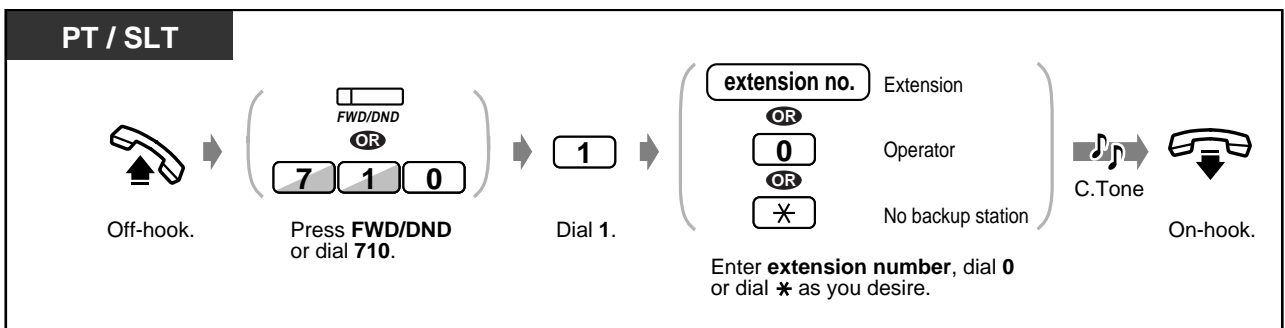 PT / SLT
FWD/DND
OR
7 1 0
1
extension no. Extension
OR
0 Operator
OR
* No backup station
C.Tone
Off-hook.
Press FWD/DND
or dial 710.
Dial 1.
Enter extension number, dial 0
or dial * as you desire.
On-hook.